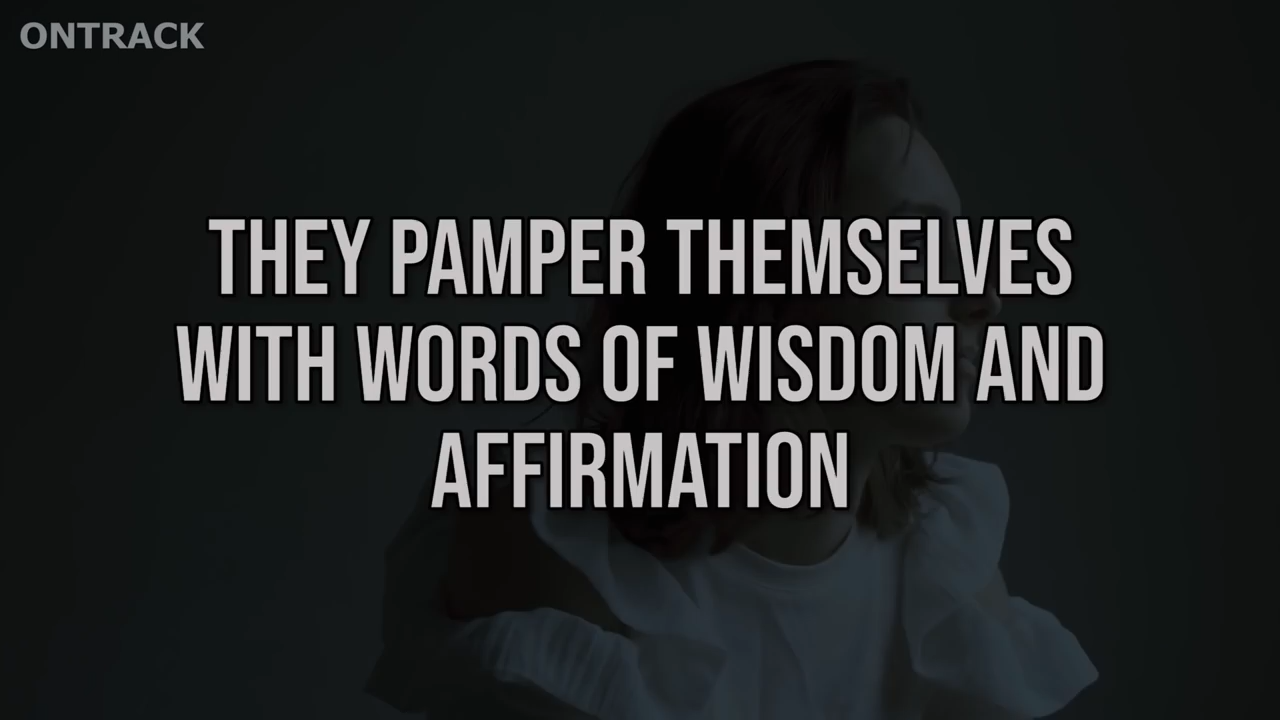 ONTRACK
THEY PAMPER THEMSELVES
WITH WORDS OF WISDOM AND
AFFIRMATION